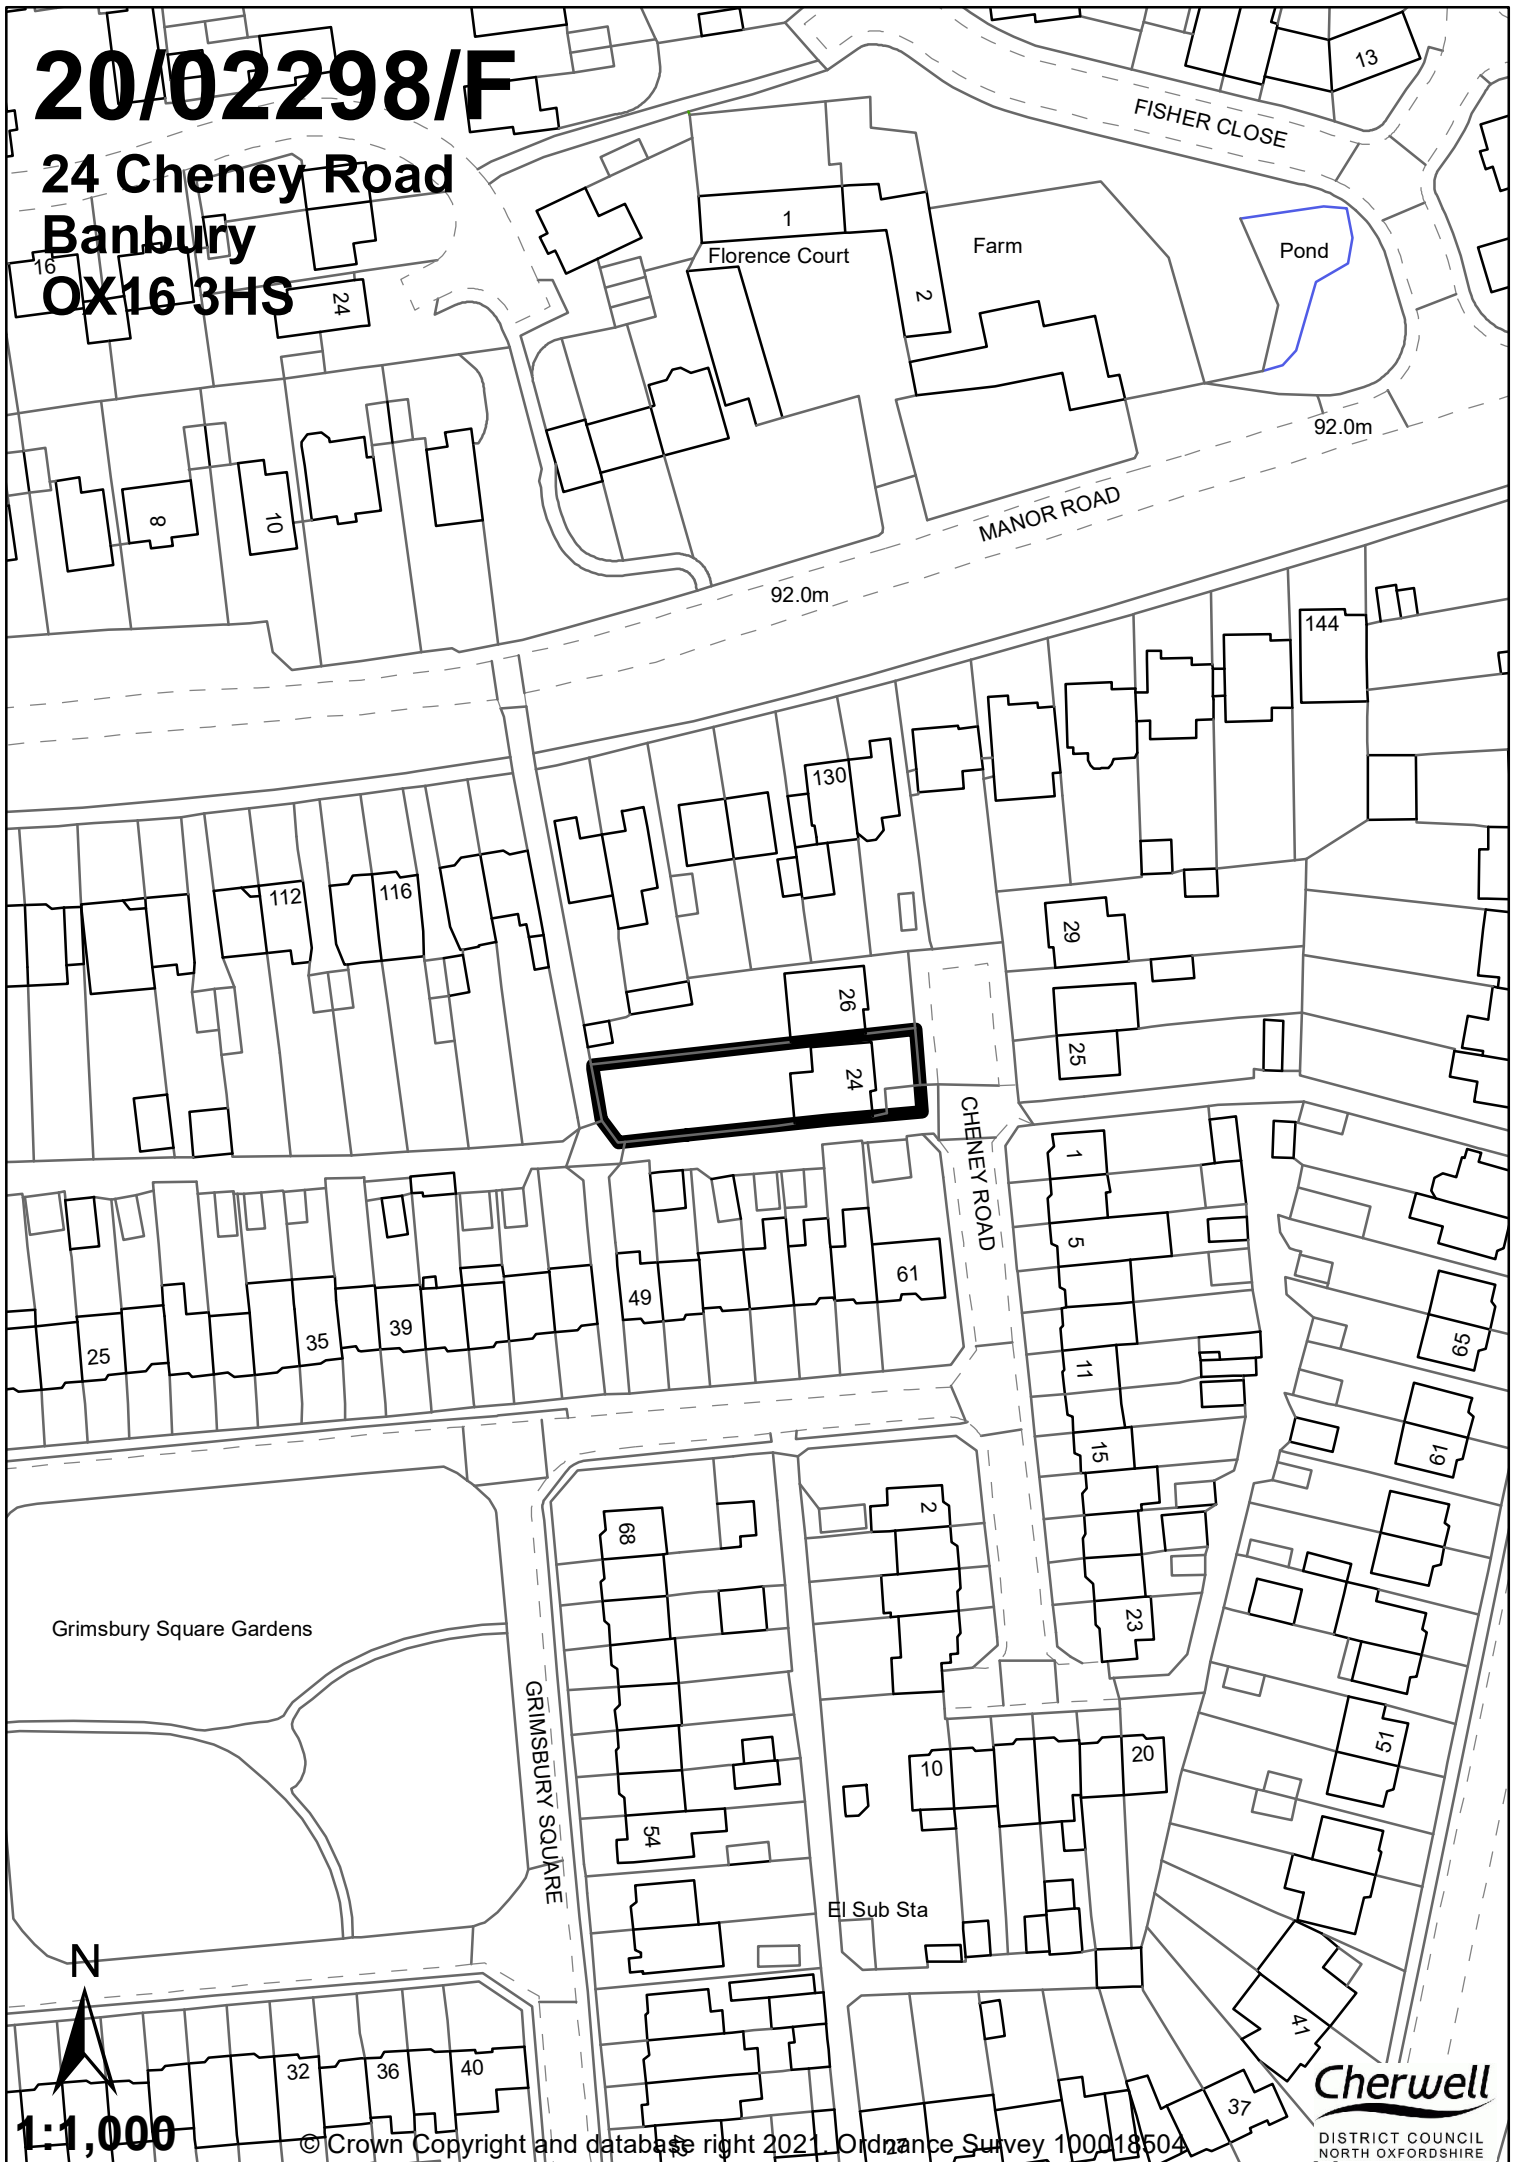 20/02298/F
24 Cheney Road
Banbury
OX16 3HS
13
FISHER CLOSE
1
Florence Court
Farm
Pond
16
24
2
92.0m
8
10
MANOR ROAD
92.0m
144
130
112
116
29
26
25
24
CHENEY ROAD
1
5
61
49
39
35
25
65
11
61
15
2
68
23
Grimsbury Square Gardens
GRIMSBURY SQUARE
51
10
20
54
El Sub Sta
N
41
32
36
40
37
27
1:1,000
© Crown Copyright and database right 2021. Ordnance Survey 100018504
Cherwell
DISTRICT COUNCIL
NORTH OXFORDSHIRE